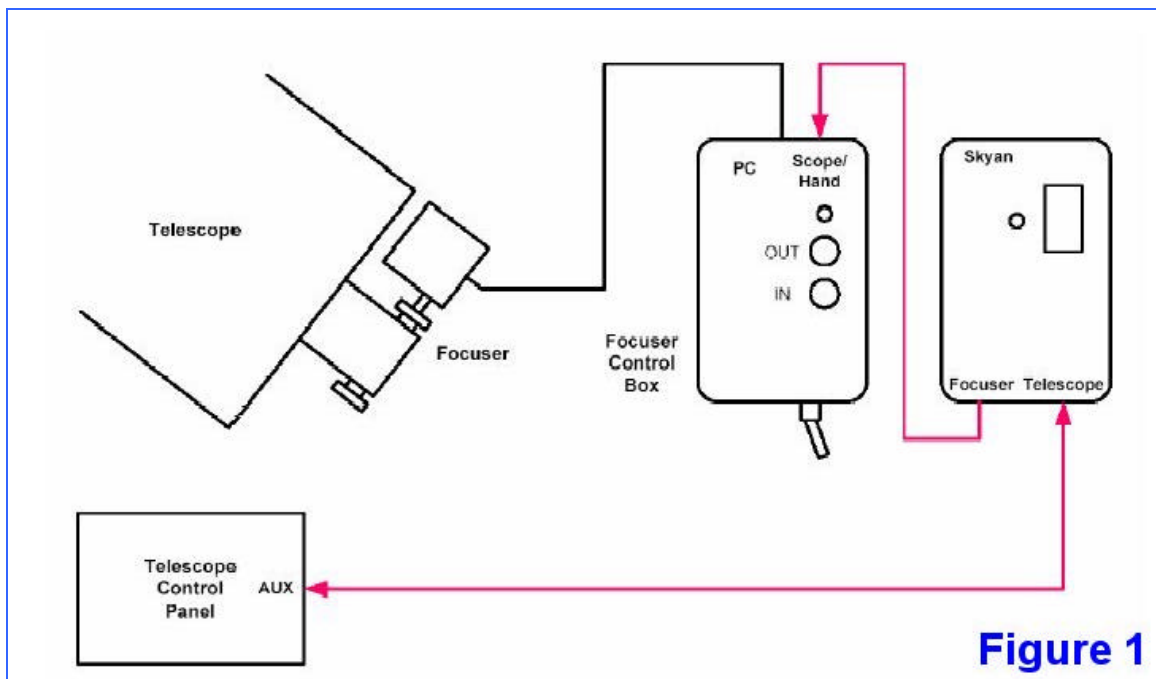 Telescope
Focuser
PC
Scope/
Hand
OUT
IN
Focuser
Control
Box
Skyan
Focuser Telescope
Telescope
Control
Panel
AUX
Figure 1